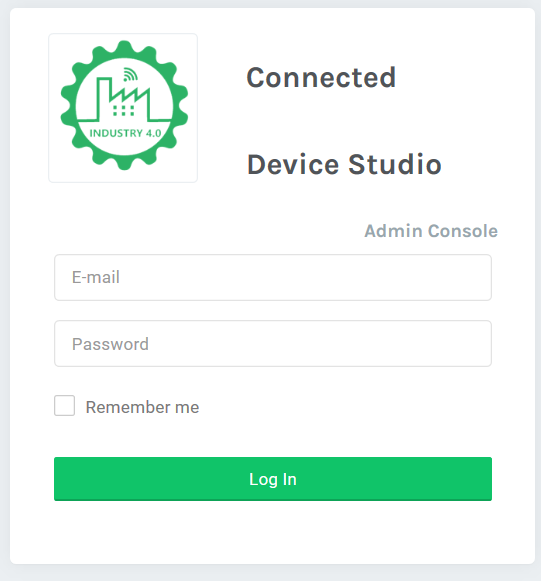 INDUSTRY 4.0
Connected
Device Studio
Admin Console
E-mail
Password
Remember me
Log In